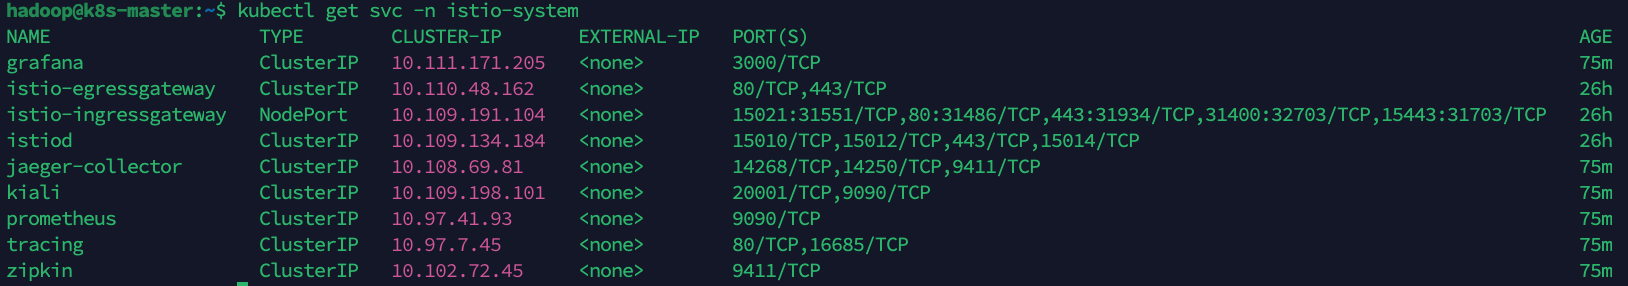 hadoop@k8s-master:~$ kubectl get svc -n istio-system
NAME TYPE CLUSTER-IP EXTERNAL-IP PORT(S) AGE
grafana ClusterIP 10.111.171.205 <none> 3000/TCP 75m
istio-egressgateway ClusterIP 10.110.48.162 <none> 80/TCP,443/TCP 26h
istio-ingressgateway NodePort 10.109.191.104 <none> 15021:31551/TCP,80:31486/TCP,443:31934/TCP,31400:32703/TCP,15443:31703/TCP 26h
istiod ClusterIP 10.109.134.184 <none> 15010/TCP,15012/TCP,443/TCP,15014/TCP 26h
jaeger-collector ClusterIP 10.108.69.81 <none> 14268/TCP,14250/TCP,9411/TCP 75m
kiali ClusterIP 10.109.198.101 <none> 20001/TCP,9090/TCP 75m
prometheus ClusterIP 10.97.41.93 <none> 9090/TCP 75m
tracing ClusterIP 10.97.7.45 <none> 80/TCP,16685/TCP 75m
zipkin ClusterIP 10.102.72.45 <none> 9411/TCP 75m